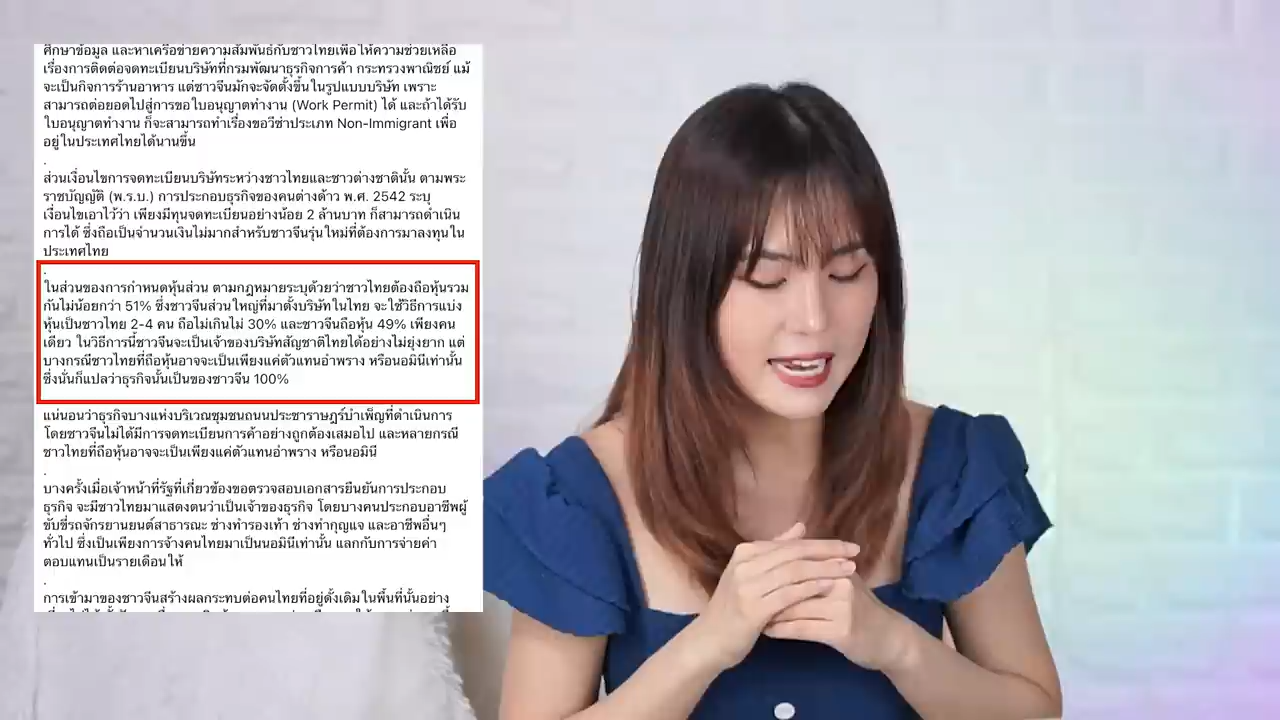 ศึกษาข้อมูล และหาเครือข่ายความสัมพันธ์กับชาวไทยเพื่อให้ความช่วยเหลือ
เรื่องการติดต่อจดทะเบียนบริษัทที่กรมพัฒนาธุรกิจการค้า กระทรวงพาณิชย์ แม้
จะเป็นกิจการร้านอาหาร แต่ชาวจีนมักจะจัดตั้งขึ้นในรูปแบบบริษัท เพราะ
สามารถต่อยอดไปสู่การขอใบอนุญาตทำงาน (Work Permit) ได้ และถ้าได้รับ
ใบอนุญาตทำงาน ก็จะสามารถทำเรื่องขอวีซ่าประเภท Non-Immigrant เพื่อ
อยู่ในประเทศไทยได้นานขึ้น
.
ส่วนเงื่อนไขการจดทะเบียนบริษัทระหว่างชาวไทยและชาวต่างชาตินั้น ตามพระ
ราชบัญญัติ (พ.ร.บ.) การประกอบธุรกิจของคนต่างด้าว พ.ศ. 2542 ระบุ
เงื่อนไขเอาไว้ว่า เพียงมีทุนจดทะเบียนอย่างน้อย 2 ล้านบาท ก็สามารถดำเนิน
การได้ ซึ่งถือเป็นจำนวนเงินไม่มากสำหรับชาวจีนรุ่นใหม่ที่ต้องการมาลงทุนใน
ประเทศไทย
.
ในส่วนของการกำหนดหุ้นส่วน ตามกฎหมายระบุด้วยว่าชาวไทยต้องถือหุ้นรวม
กันไม่น้อยกว่า 51% ซึ่งชาวจีนส่วนใหญ่ที่มาตั้งบริษัทในไทย จะใช้วิธีการแบ่ง
หุ้นเป็นชาวไทย 2-4 คน ถือไม่เกินไม่ 30% และชาวจีนถือหุ้น 49% เพียงคน
เดียว ในวิธีการนี้ชาวจีนจะเป็นเจ้าของบริษัทสัญชาติไทยได้อย่างไม่ยุ่งยาก แต่
บางกรณีชาวไทยที่ถือหุ้นอาจจะเป็นเพียงแค่ตัวแทนอำพราง หรือนอมินีเท่านั้น
ซึ่งนั่นก็แปลว่าธุรกิจนั้นเป็นของชาวจีน 100%
แน่นอนว่าธุรกิจบางแห่งบริเวณชุมชนถนนประชาราษฎร์บำเพ็ญที่ดำเนินการ
โดยชาวจีนไม่ได้มีการจดทะเบียนการค้าอย่างถูกต้องเสมอไป และหลายกรณี
ชาวไทยที่ถือหุ้นอาจจะเป็นเพียงแค่ตัวแทนอำพราง หรือนอมินี
.
บางครั้งเมื่อเจ้าหน้าที่รัฐที่เกี่ยวข้องขอตรวจสอบเอกสารยืนยันการประกอบ
ธุรกิจ จะมีชาวไทยมาแสดงตนว่าเป็นเจ้าของธุรกิจ โดยบางคนประกอบอาชีพผู้
ขับขี่รถจักรยานยนต์สาธารณะ ช่างทำรองเท้า ช่างทำกุญแจ และอาชีพอื่นๆ
ทั่วไป ซึ่งเป็นเพียงการจ้างคนไทยมาเป็นนอมินีเท่านั้น แลกกับการจ่ายค่า
ตอบแทนเป็นรายเดือนให้
.
การเข้ามาของชาวจีนสร้างผลกระทบต่อคนไทยที่อยู่ดั้งเดิมในพื้นที่นั้นอย่าง